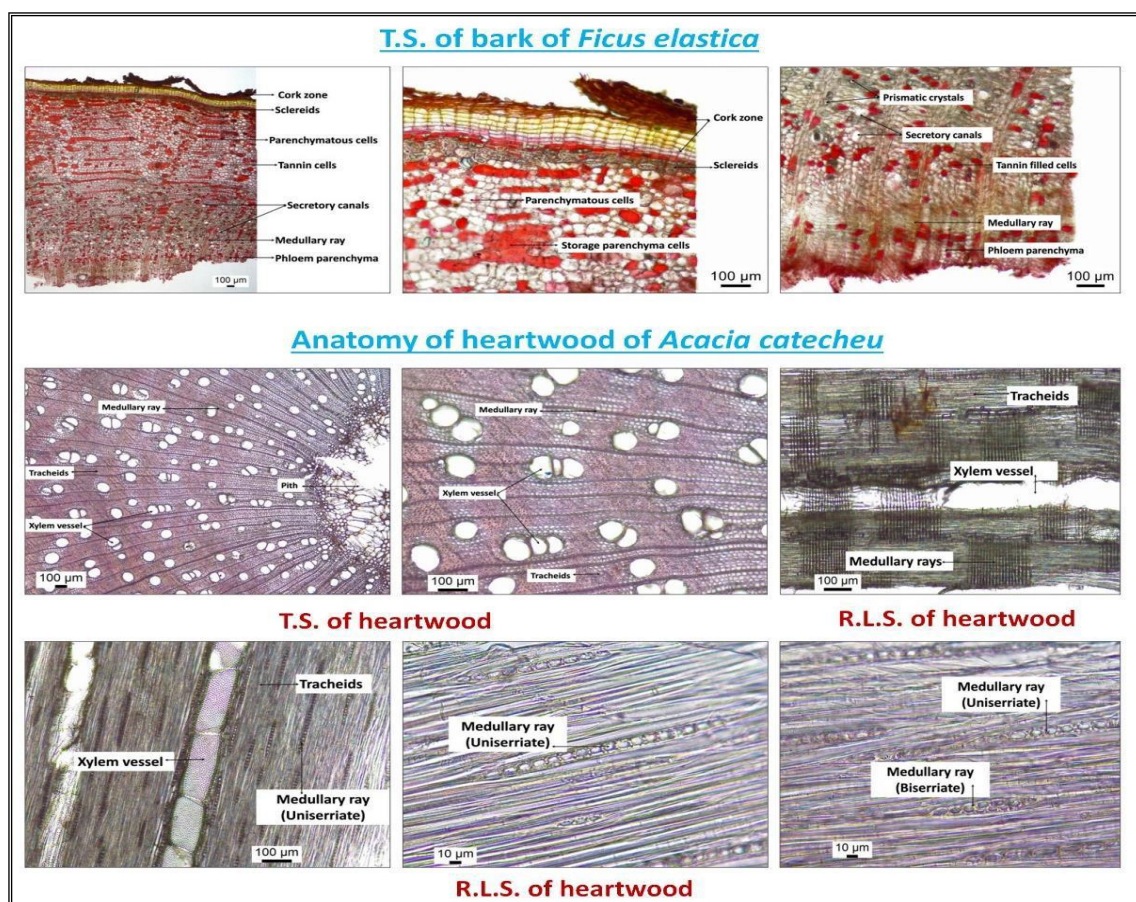 T.S. of bark of Ficus elastica
Cork zone
Sclereids
Parenchymatous cells
Tannin cells
Secretory canals
Medullary ray
Phloem parenchyma
100 µm
Cork zone
Sclereids
Parenchymatous cells
Storage parenchyma cells
100 µm
Prismatic crystals
Secretory canals
Tannin filled cells
Medullary ray
Phloem parenchyma
100 µm
Anatomy of heartwood of Acacia catecheu
Medullary ray
Tracheids
Pith
Xylem vessel
100 µm
Medullary ray
Xylem vessel
Tracheids
100 µm
Tracheids
Xylem vessel
Medullary rays
100 µm
T.S. of heartwood
R.L.S. of heartwood
Tracheids
Xylem vessel
Medullary ray
(Uniserriate)
100 µm
Medullary ray
(Uniserriate)
10 µm
Medullary ray
(Uniserriate)
Medullary ray
(Biserriate)
10 µm
R.L.S. of heartwood